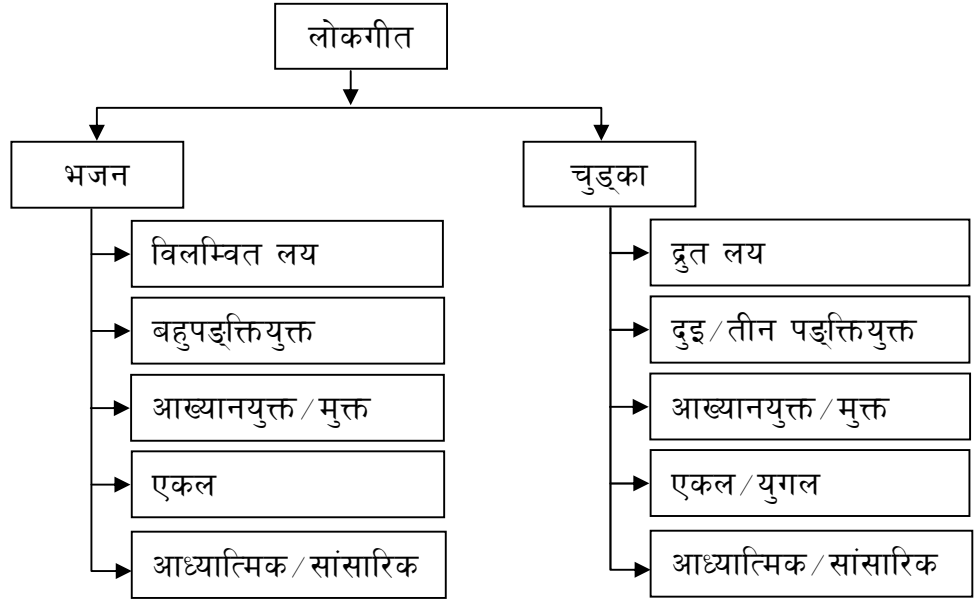 लोकगीत
भजन
चुड्का
विलम्वित लय
बहुपङ्क्तियुक्त
आख्यानयुक्त/मुक्त
एकल
आध्यात्मिक/सांसारिक
द्रुत लय
दुइ/तीन पङ्क्तियुक्त
आख्यानयुक्त/मुक्त
एकल/युगल
आध्यात्मिक/सांसारिक